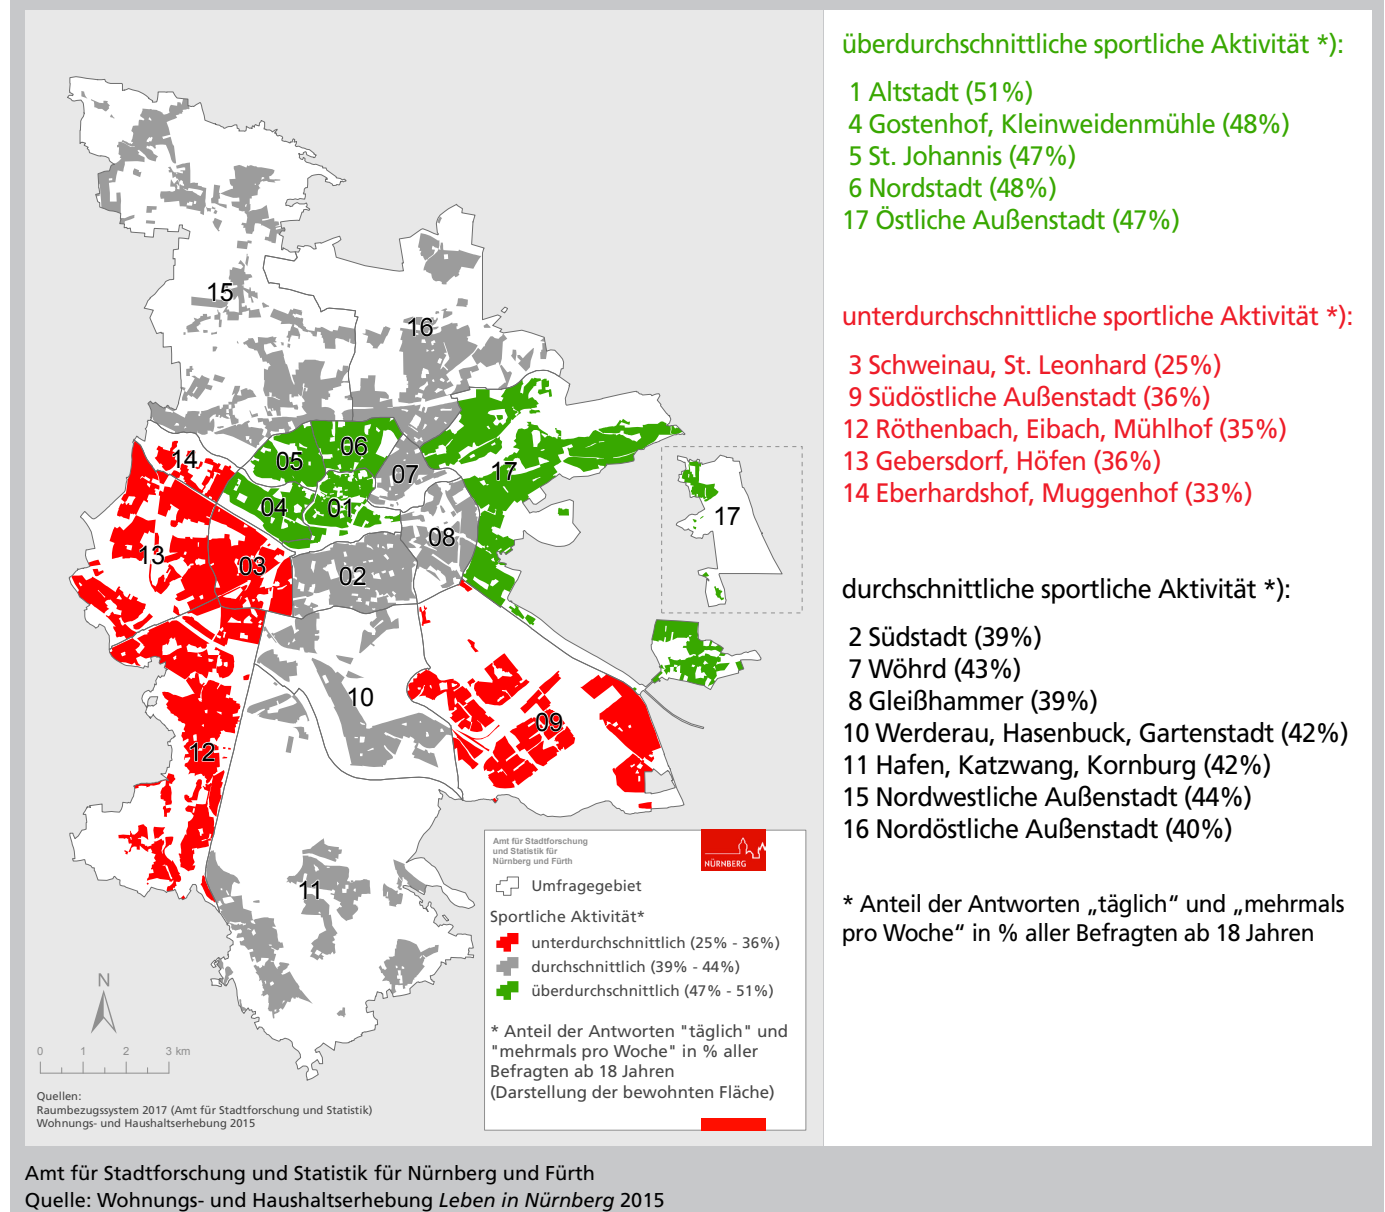 15
16
14
05
06
07
17
04
01
08
17
13
03
02
10
09
12
11
Amt für Stadtforschung
und Statistik für
Nürnberg und Fürth
NÜRNBERG
Umfragegebiet
Sportliche Aktivität*
unterdurchschnittlich (25% - 36%)
durchschnittlich (39% - 44%)
überdurchschnittlich (47% - 51%)
* Anteil der Antworten "täglich" und
"mehrmals pro Woche" in % aller
Befragten ab 18 Jahren
(Darstellung der bewohnten Fläche)
N
0 1 2 3 km
Quellen:
Raumbezugssystem 2017 (Amt für Stadtforschung und Statistik)
Wohnungs- und Haushaltserhebung 2015
überdurchschnittliche sportliche Aktivität *):
1 Altstadt (51%)
4 Gostenhof, Kleinweidenmühle (48%)
5 St. Johannis (47%)
6 Nordstadt (48%)
17 Östliche Außenstadt (47%)
unterdurchschnittliche sportliche Aktivität *):
3 Schweinau, St. Leonhard (25%)
9 Südöstliche Außenstadt (36%)
12 Röthenbach, Eibach, Mühlhof (35%)
13 Gebersdorf, Höfen (36%)
14 Eberhardshof, Muggenhof (33%)
durchschnittliche sportliche Aktivität *):
2 Südstadt (39%)
7 Wöhrd (43%)
8 Gleißhammer (39%)
10 Werderau, Hasenbuck, Gartenstadt (42%)
11 Hafen, Katzwang, Kornburg (42%)
15 Nordwestliche Außenstadt (44%)
16 Nordöstliche Außenstadt (40%)
* Anteil der Antworten „täglich“ und „mehrmals
pro Woche“ in % aller Befragten ab 18 Jahren
Amt für Stadtforschung und Statistik für Nürnberg und Fürth
Quelle: Wohnungs- und Haushaltserhebung Leben in Nürnberg 2015